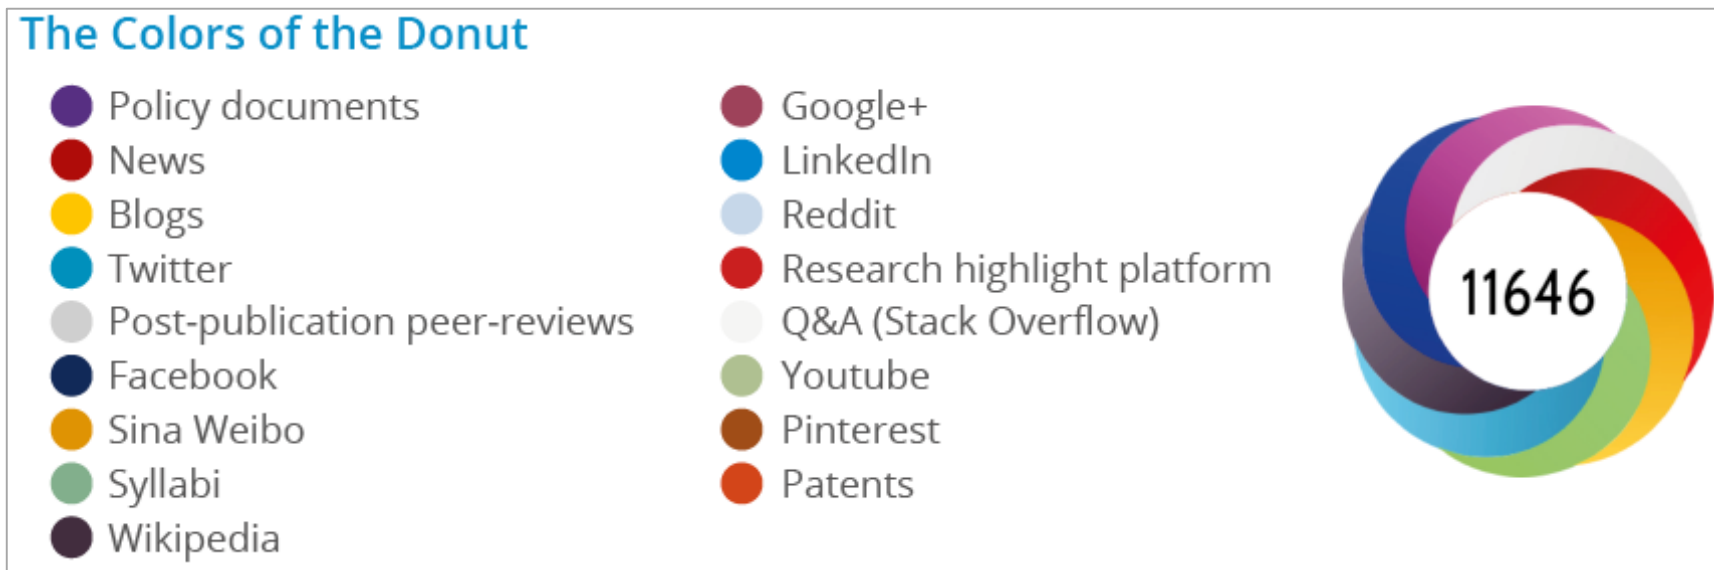 The Colors of the Donut
Policy documents
News
Blogs
Twitter
Post-publication peer-reviews
Facebook
Sina Weibo
Syllabi
Wikipedia
Google+
LinkedIn
Reddit
Research highlight platform
Q&A (Stack Overflow)
Youtube
Pinterest
Patents
11646